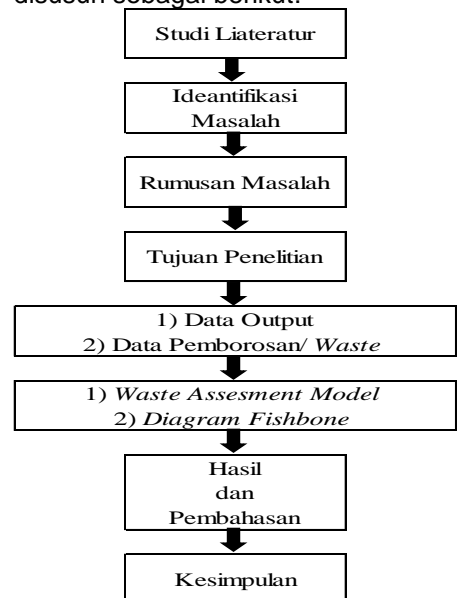 disusun sebagai berikut:
Studi Liateratur
Ideantifikasi
Masalah
Rumusan Masalah
Tujuan Penelitian
1) Data Output
2) Data Pemborosan/ Waste
1) Waste Assesment Model
2) Diagram Fishbone
Hasil
dan
Pembahasan
Kesimpulan